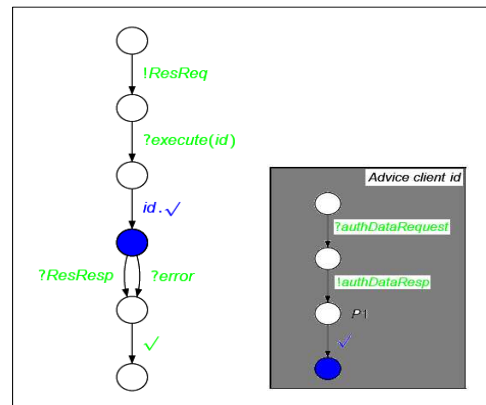 !ResReq
?execute(id)
id.√
?ResResp ?error
√
Advice client id
?authDataRequest
!authDataResp
P1
√